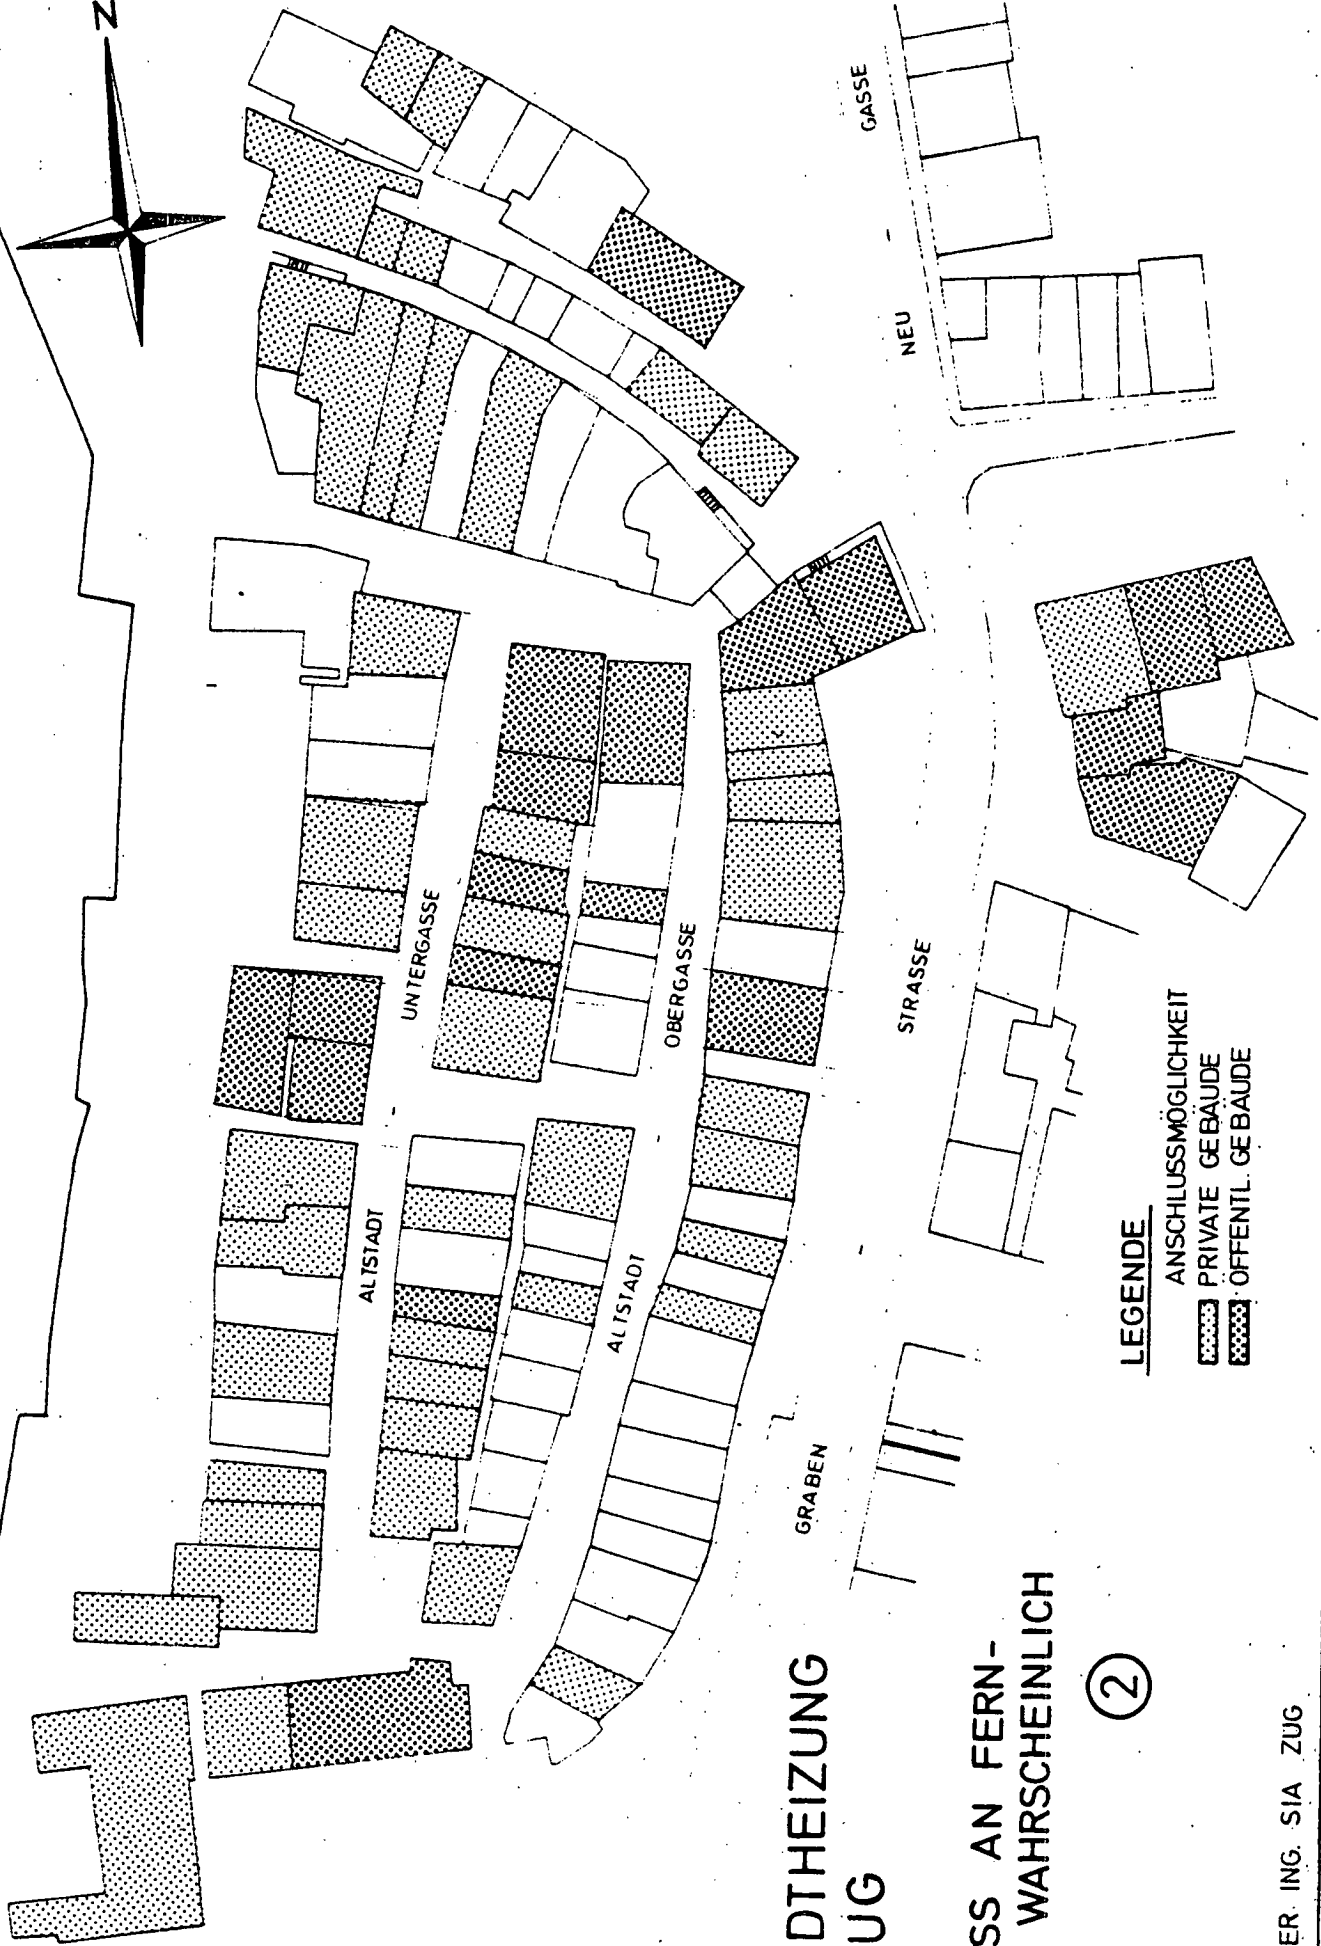 N
GASSE
NEU
UNTERGASSE
OBERGASSE
STRASSE
ALTSTADT
ALTSTADT
GRABEN
LEGENDE
ANSCHLUSSMÖGLICHKEIT
PRIVATE GEBÄUDE
ÖFFENTL. GEBÄUDE
DTHEIZUNG
UG
SS AN FERN-
WAHRSCHEINLICH
2
ER. ING. SIA ZUG